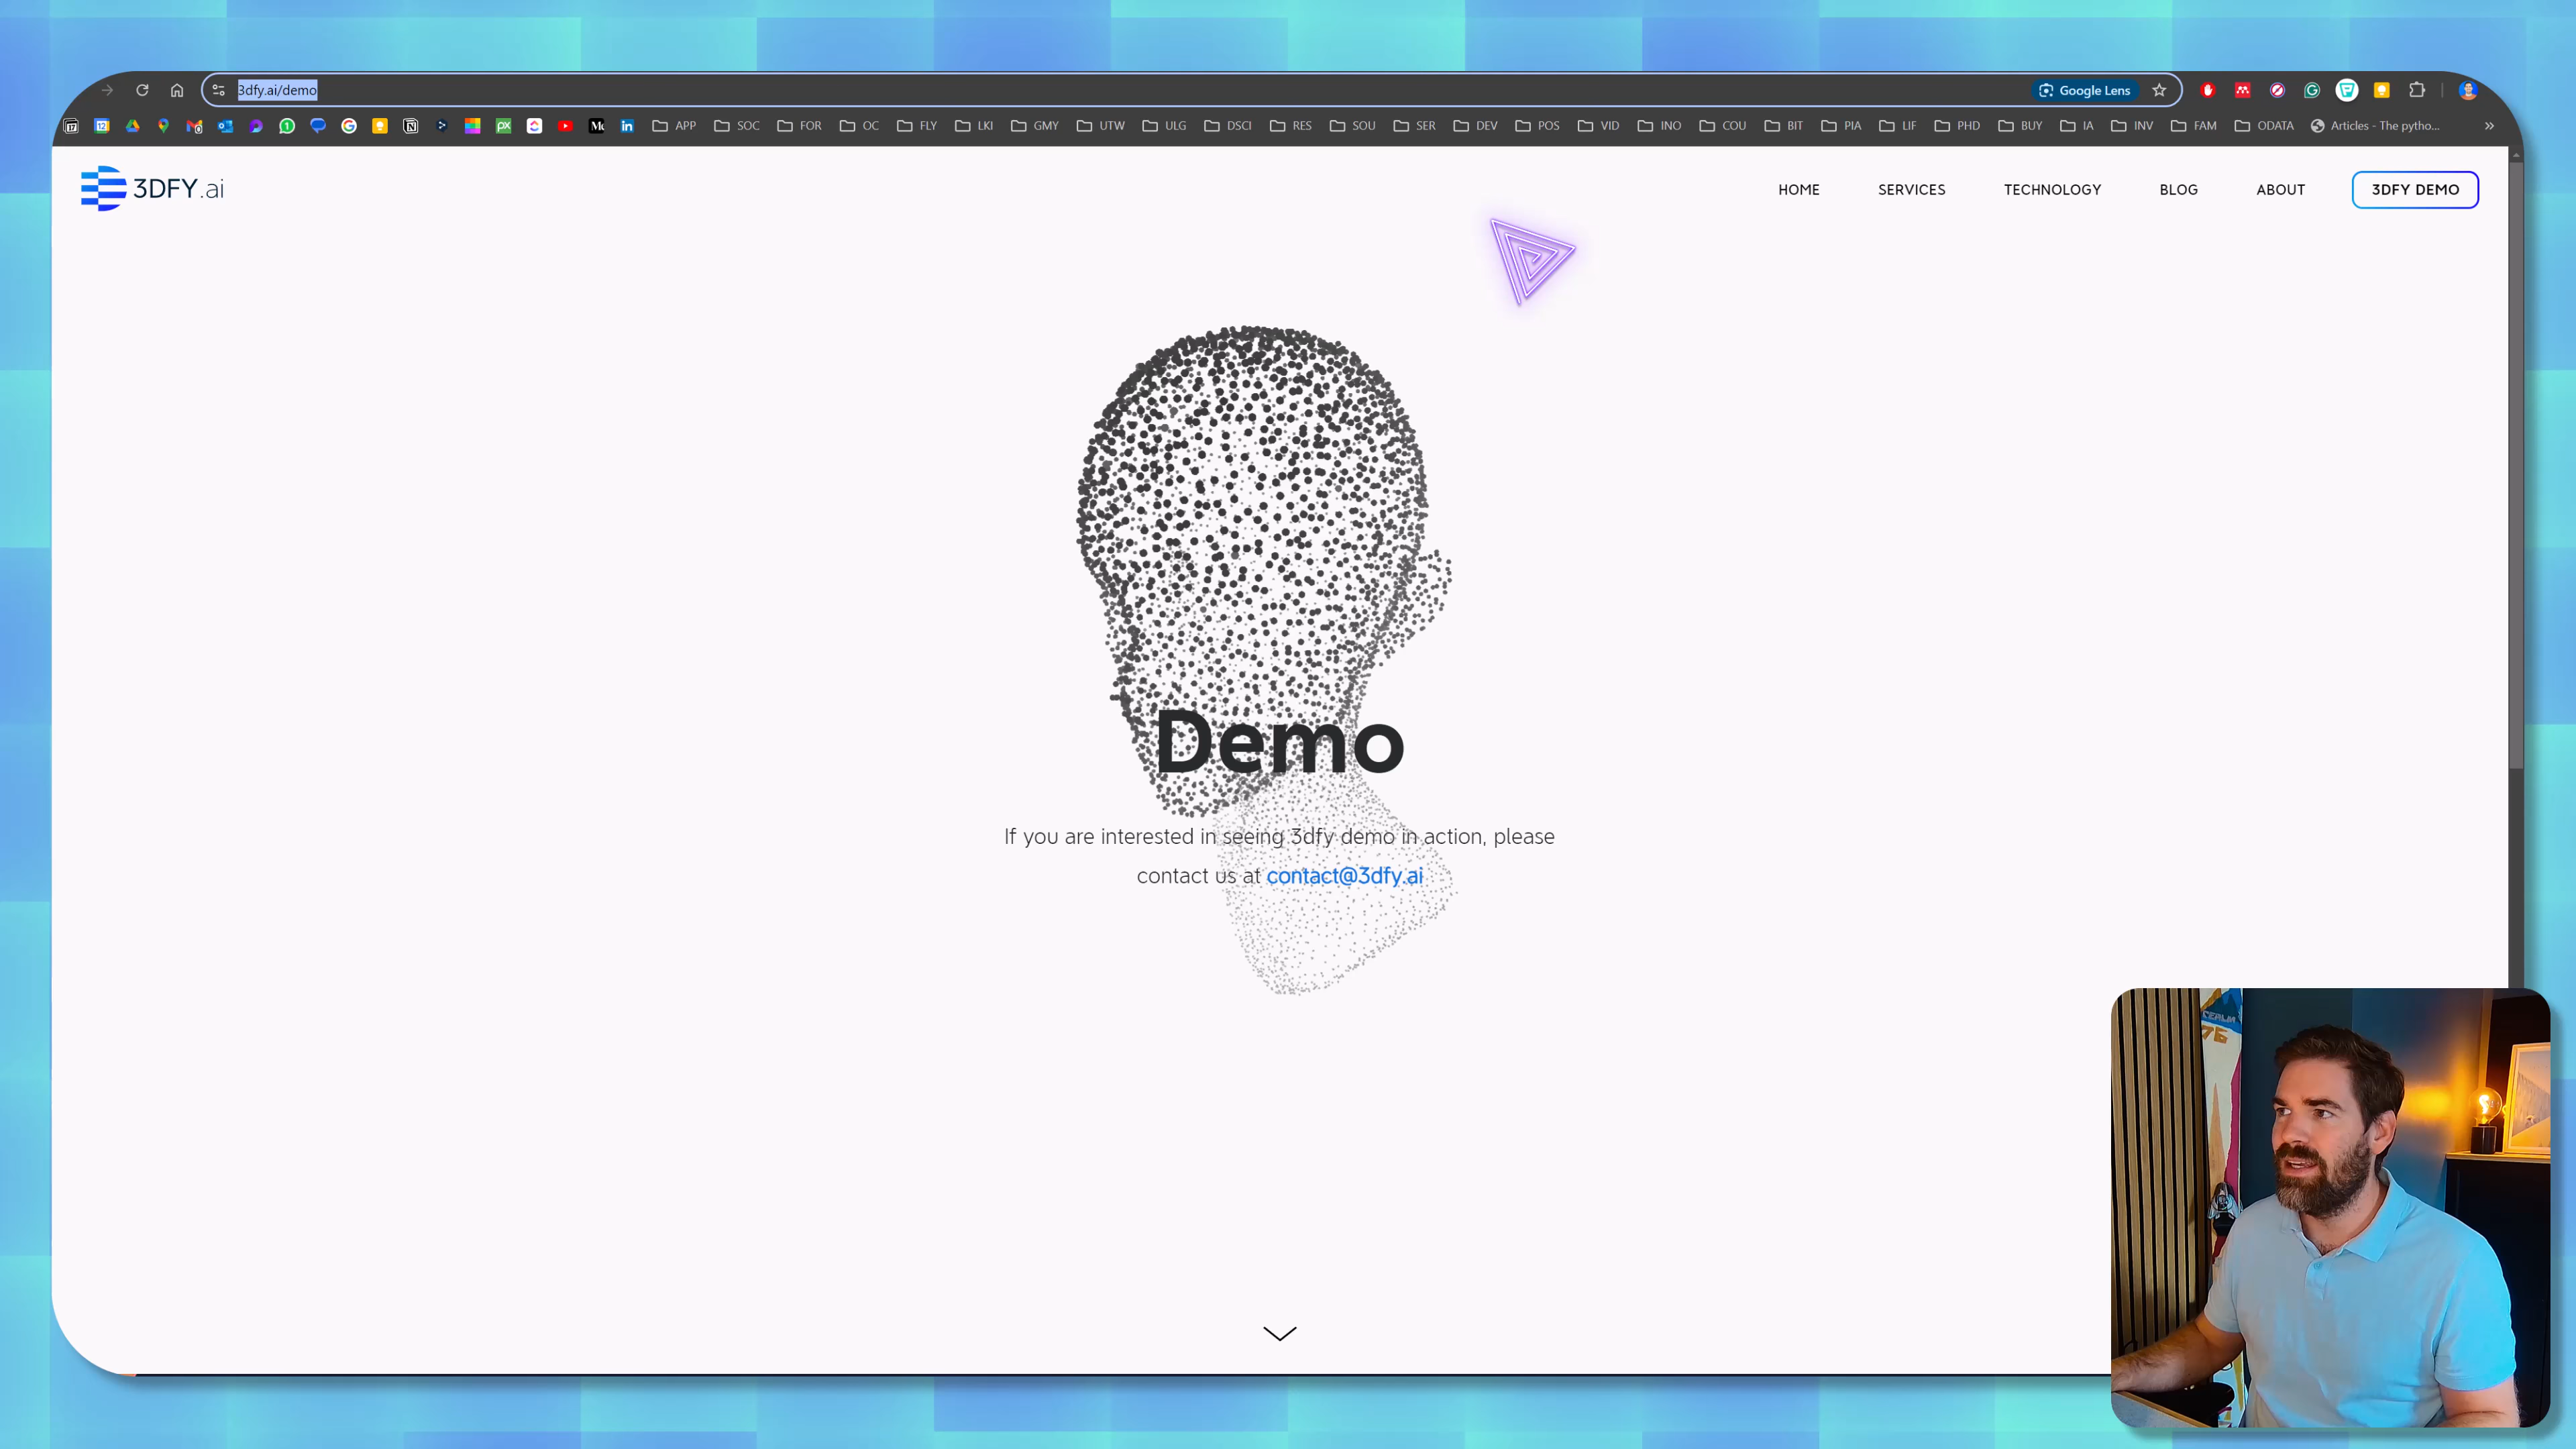 3dfy.ai/demo
Google Lens
APP SOC FOR OC FLY LKI GMY UTW ULG DSCI RES SOU SER DEV POS VID INO COU BIT PIA LIF PHD BUY IA INV FAM ODATA Articles - The pytho... »
3DFY.ai
HOME SERVICES TECHNOLOGY BLOG ABOUT 3DFY DEMO
Demo
If you are interested in seeing 3dfy demo in action, please
contact us at contact@3dfy.ai